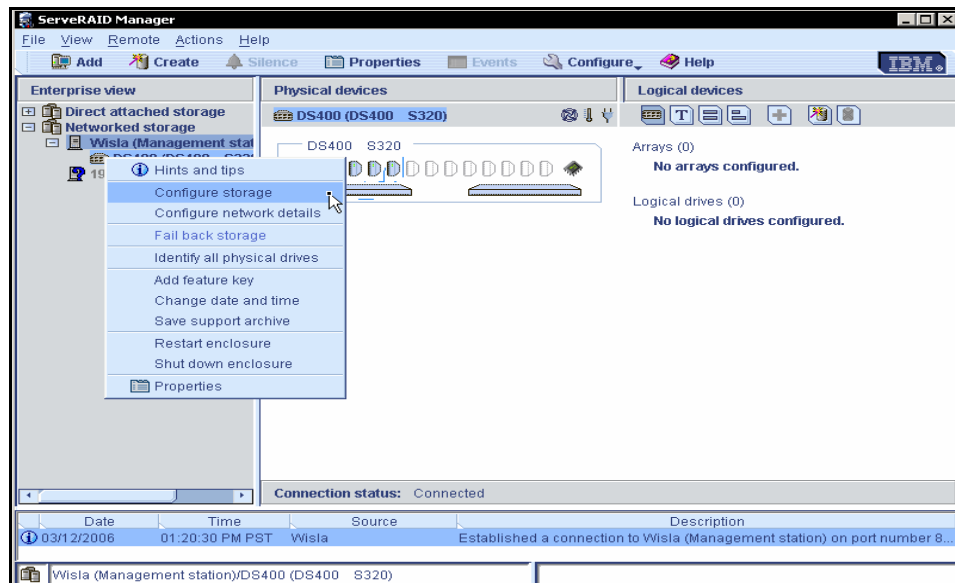 ServeRAID Manager
File View Remote Actions Help
Add Create Silence Properties Events Configure Help IBM
Enterprise view
Direct attached storage
Networked storage
Wisla (Management stat
DS400 (DS400 S320
19
Hints and tips
Configure storage
Configure network details
Fail back storage
Identify all physical drives
Add feature key
Change date and time
Save support archive
Restart enclosure
Shut down enclosure
Properties
Physical devices
DS400 (DS400 S320)
DS400 S320
Connection status: Connected
Logical devices
Arrays (0)
No arrays configured.
Logical drives (0)
No logical drives configured.
Date Time Source Description
03/12/2006 01:20:30 PM PST Wisla Established a connection to Wisla (Management station) on port number 8...
Wisla (Management station)/DS400 (DS400 S320)